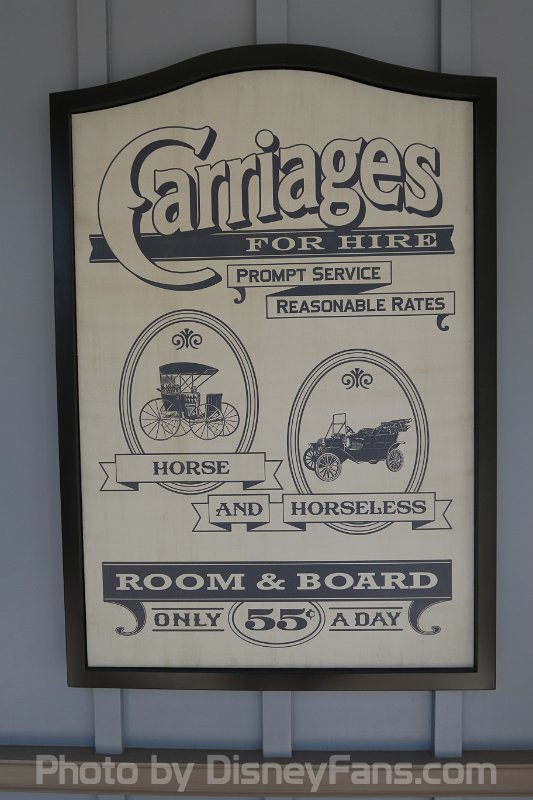 Carriages
FOR HIRE
PROMPT SERVICE
REASONABLE RATES
HORSE
AND HORSELESS
ROOM & BOARD
ONLY 55¢ A DAY
Photo by DisneyFans.com